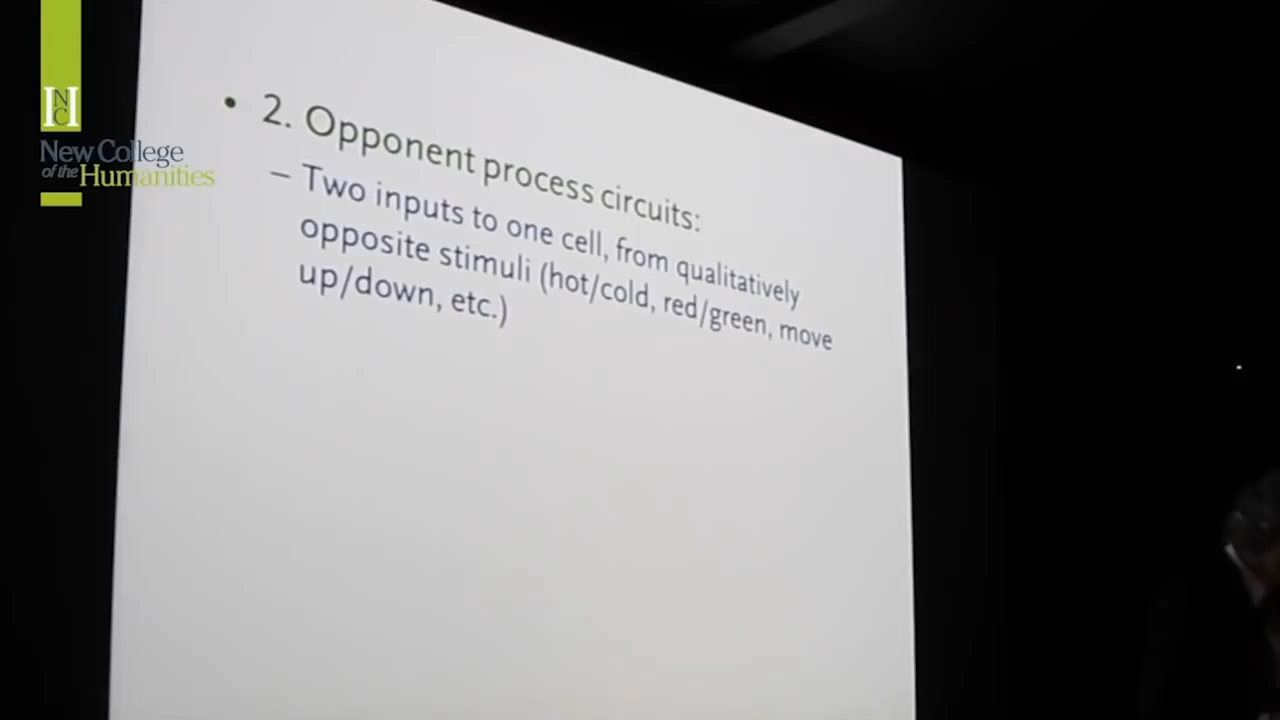 NCH
New College
of the Humanities
• 2. Opponent process circuits:
– Two inputs to one cell, from qualitatively
opposite stimuli (hot/cold, red/green, move
up/down, etc.)